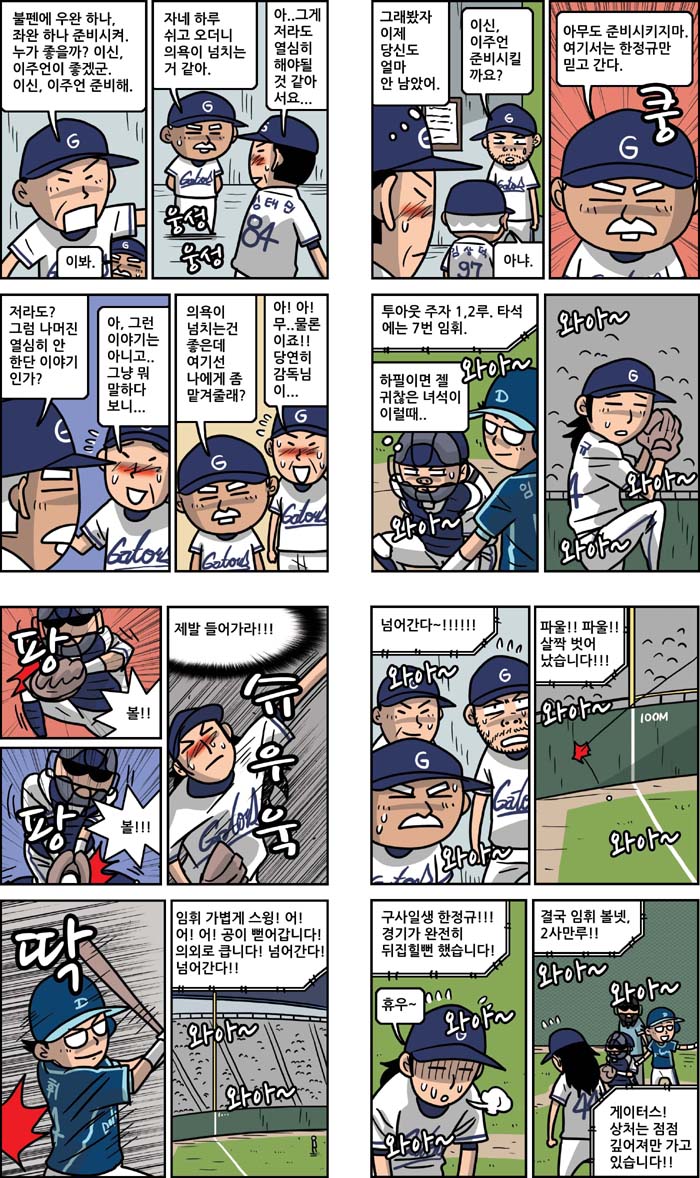 불펜에 우완 하나,
좌완 하나 준비시켜.
누가 좋을까? 이신,
이주언이 좋겠군.
이신, 이주언 준비해.
G
이봐.
G
자네 하루
쉬고 오더니
의욕이 넘치는
거 같아.
아..그게
저라도
열심히
해야될
것 같아
서요...
G
Gators
임태한
84
웅성
웅성
저라도?
그럼 나머진
열심히 안
한단 이야기
인가?
아, 그런
이야기는
아니고..
그냥 뭐
말하다
보니...
G
Gators
의욕이
넘치는건
좋은데
여기선
나에게 좀
맡겨줄래?
아! 아!
무..물론
이죠!!
당연히
감독님
이...
G
G
Gators
Gators
그래봤자
이제
당신도
얼마
안 남았어.
이신,
이주언
준비시킬
까요?
G
Gators
김상덕
97
아냐.
아무도 준비시키지마.
여기서는 한정규만
믿고 간다.
쿵
G
투아웃 주자 1,2루. 타석
에는 7번 임휘.
하필이면 젤
귀찮은 녀석이
이럴때..
D
임
와아~
와아~
G
와아~
와아~
팡
볼!!
팡
볼!!!
제발 들어가라!!!
슈
우
욱
Gators
딱
D
임휘 가볍게 스윙! 어!
어! 어! 공이 뻗어갑니다!
의외로 큽니다! 넘어간다!
넘어간다!!
와아~
와아~
넘어간다~!!!!!!
와아~
G
G
G
Gators
와아~
파울!! 파울!!
살짝 벗어
났습니다!!!
와아~
100M
와아~
구사일생 한정규!!!
경기가 완전히
뒤집힐뻔 했습니다!
휴우~
와아~
G
와아~
결국 임휘 볼넷,
2사만루!!
와아~
와아~
게이터스!
상처는 점점
깊어져만 가고
있습니다!!